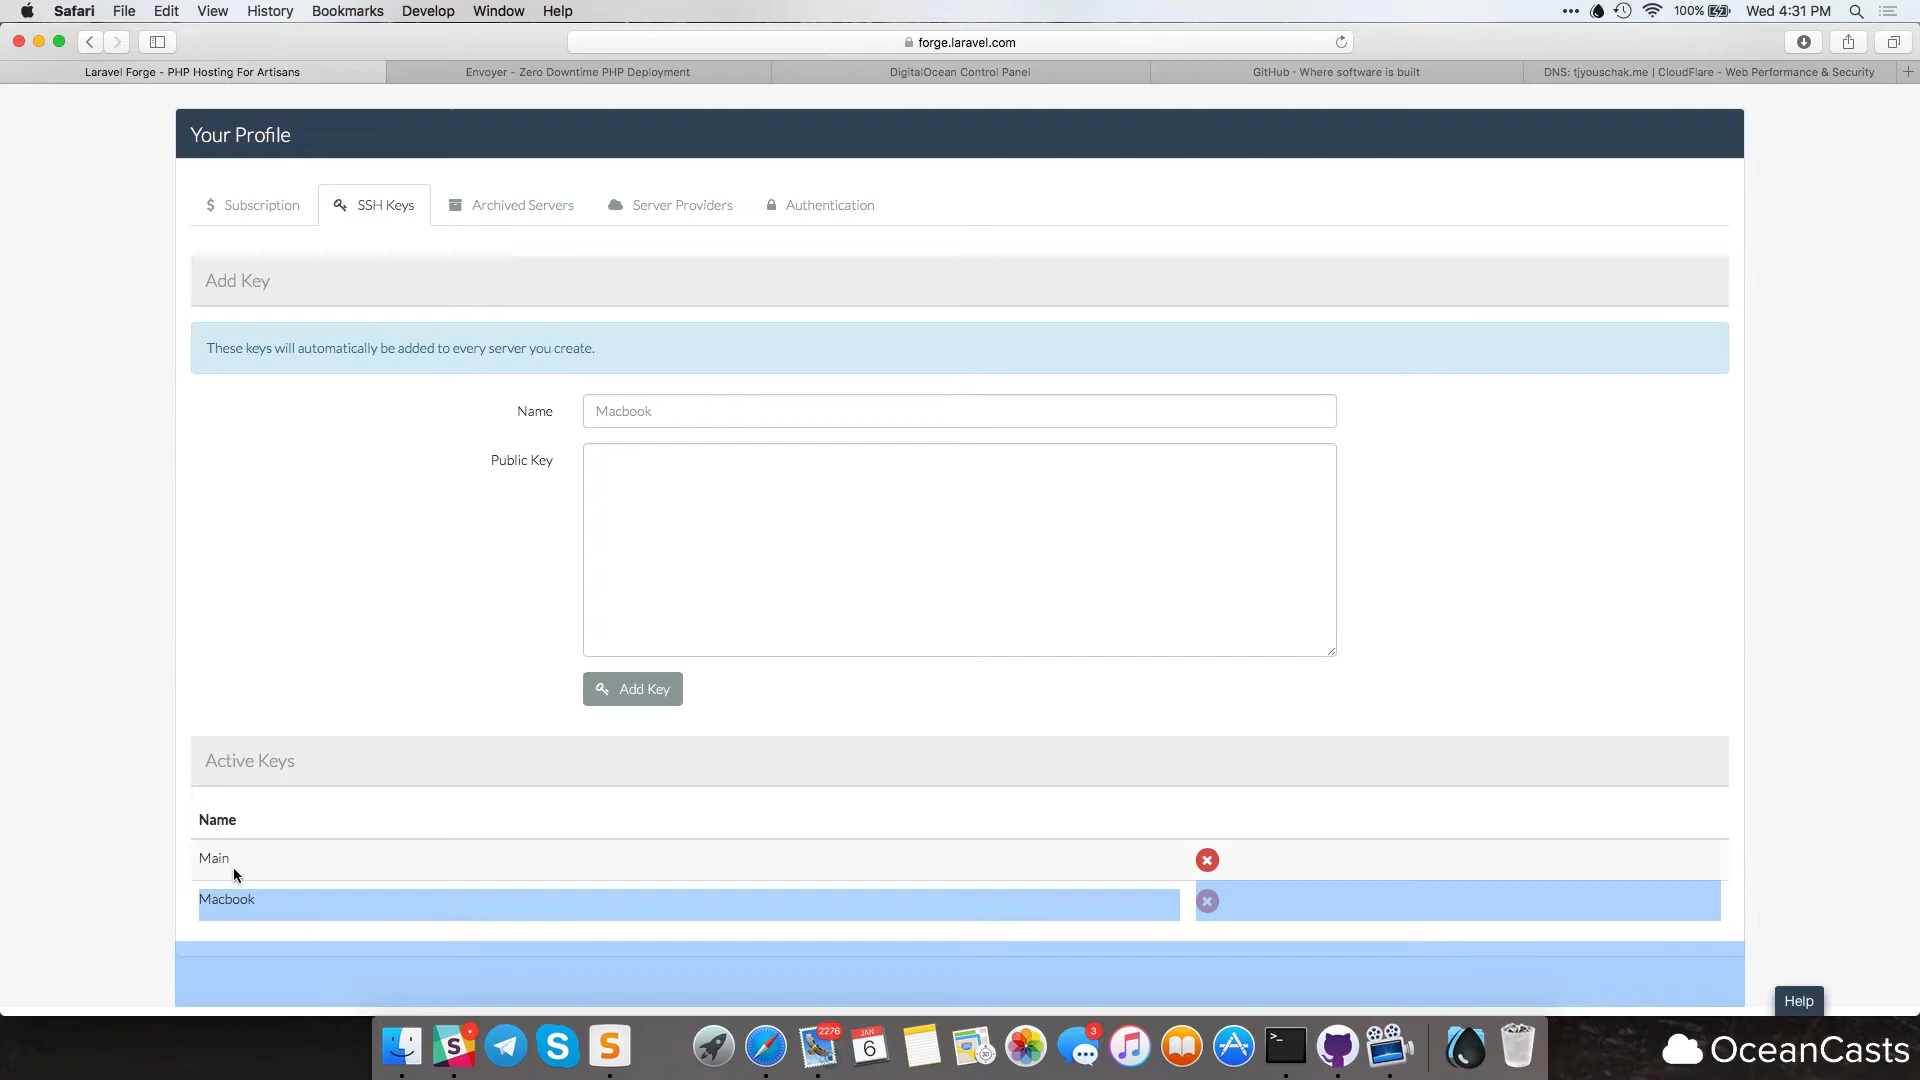 Safari File Edit View History Bookmarks Develop Window Help
100% Wed 4:31 PM
forge.laravel.com
Laravel Forge - PHP Hosting For Artisans
Envoyer - Zero Downtime PHP Deployment
DigitalOcean Control Panel
GitHub · Where software is built
DNS: tjyouschak.me | CloudFlare - Web Performance & Security
Your Profile
Subscription
SSH Keys
Archived Servers
Server Providers
Authentication
Add Key
These keys will automatically be added to every server you create.
Name
Macbook
Public Key
Add Key
Active Keys
Name
Main
Macbook
Help
2276
JAN
6
3
OceanCasts